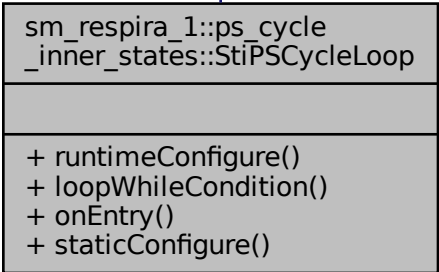 sm_respira_1::ps_cycle
_inner_states::StiPSCycleLoop
+ runtimeConfigure()
+ loopWhileCondition()
+ onEntry()
+ staticConfigure()